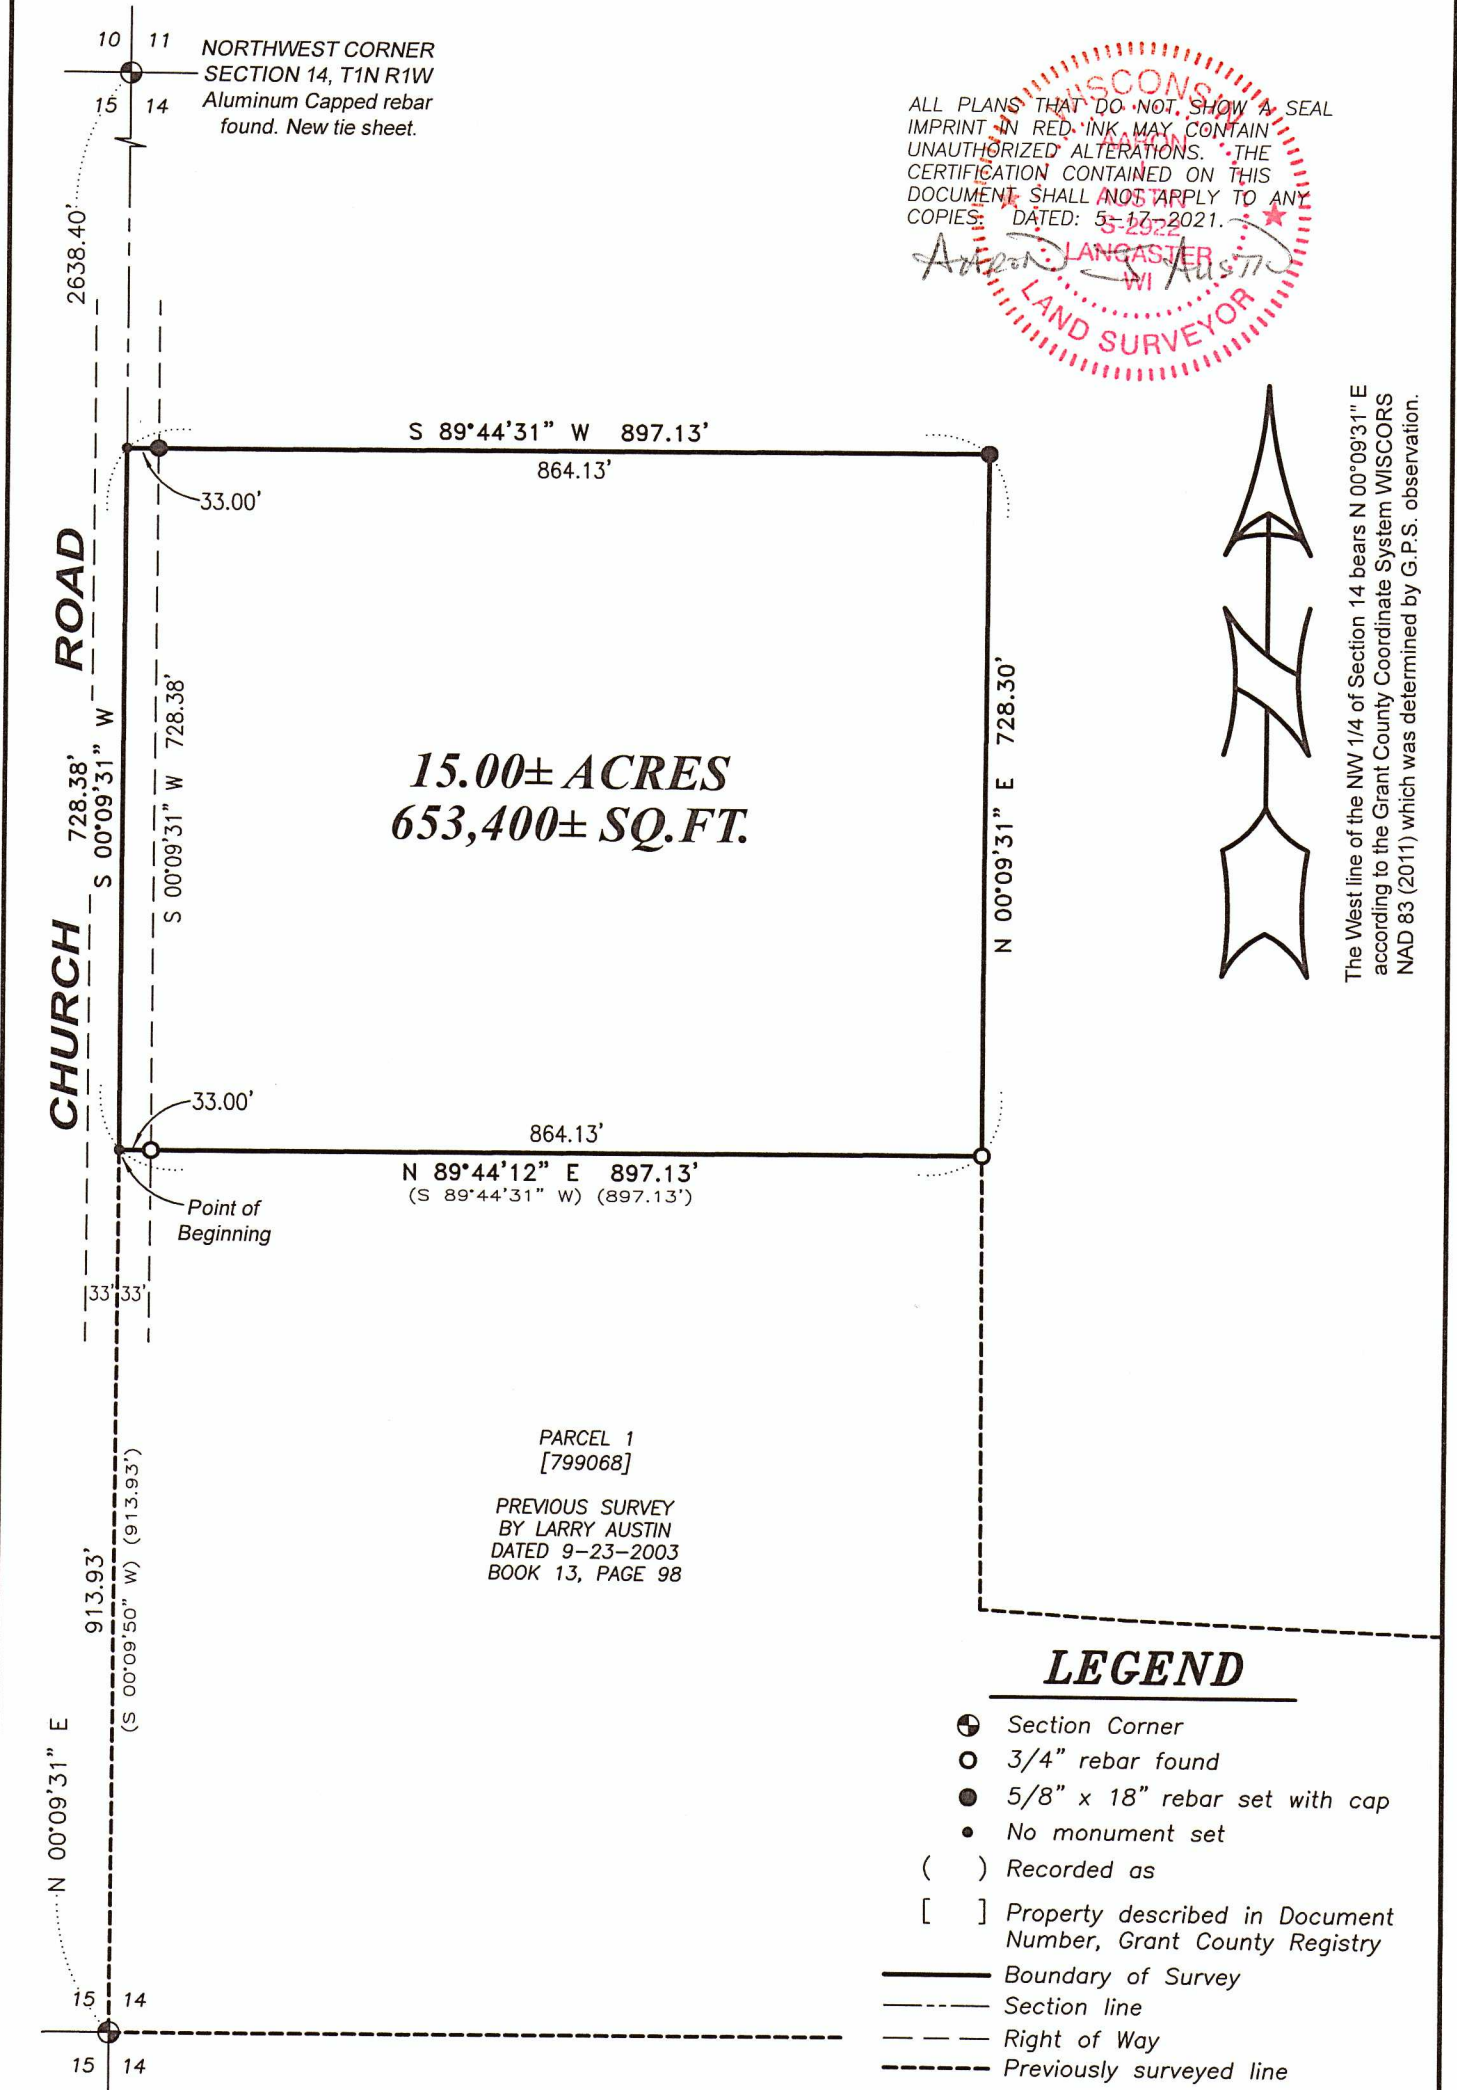 10 11
15 14
NORTHWEST CORNER
SECTION 14, T1N R1W
Aluminum Capped rebar
found. New tie sheet.
ALL PLANS THAT DO NOT SHOW A SEAL
IMPRINT IN RED INK MAY CONTAIN
UNAUTHORIZED ALTERATIONS. THE
CERTIFICATION CONTAINED ON THIS
DOCUMENT SHALL NOT APPLY TO ANY
COPIES. DATED: 5-17-2021.
AARON J AUSTIN
WISCONSIN
AARON
J
AUSTIN
S-2922
LANCASTER
WI
LAND SURVEYOR
2638.40'
S 89°44'31" W 897.13'
864.13'
33.00'
CHURCH ROAD
728.38'
S 00°09'31" W
S 00°09'31" W 728.38'
15.00± ACRES
653,400± SQ.FT.
N 00°09'31" E 728.30'
The West line of the NW 1/4 of Section 14 bears N 00°09'31" E
according to the Grant County Coordinate System WISCORS
NAD 83 (2011) which was determined by G.P.S. observation.
N
33.00'
864.13'
N 89°44'12" E 897.13'
(S 89°44'31" W) (897.13')
Point of
Beginning
33' 33'
PARCEL 1
[799068]
PREVIOUS SURVEY
BY LARRY AUSTIN
DATED 9-23-2003
BOOK 13, PAGE 98
913.93'
(S 00°09'50" W) (913.93')
N 00°09'31" E
15 14
15 14
LEGEND
Section Corner
3/4" rebar found
5/8" x 18" rebar set with cap
No monument set
( ) Recorded as
[ ] Property described in Document
Number, Grant County Registry
Boundary of Survey
Section line
Right of Way
Previously surveyed line